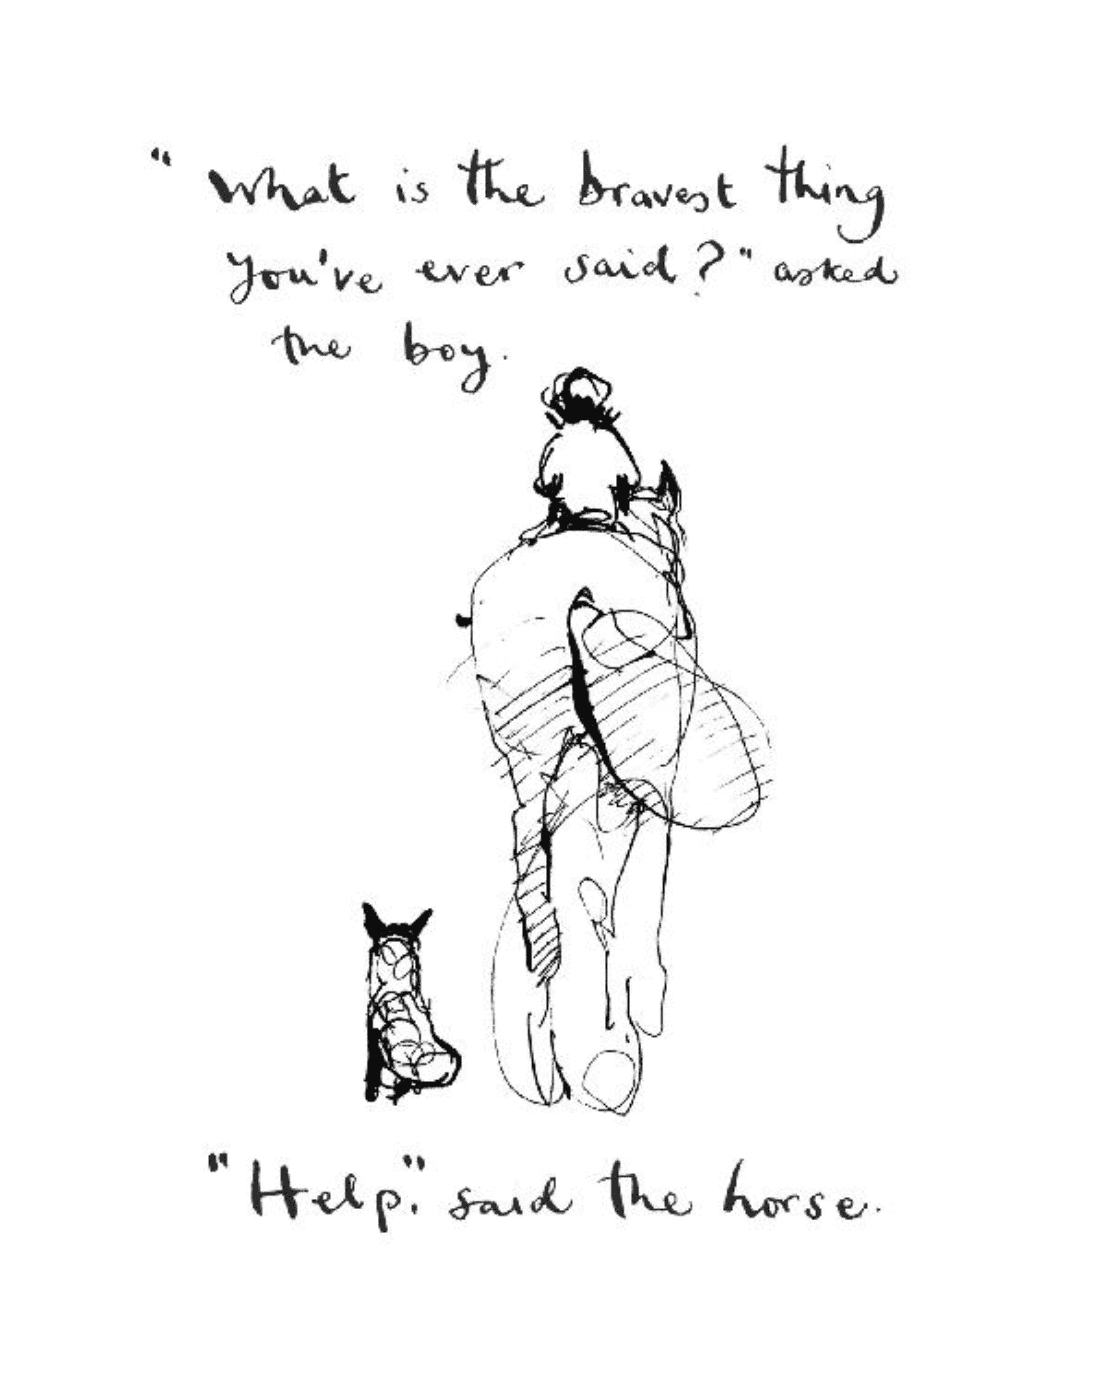 "What is the bravest thing
you've ever said?" asked
the boy.
"Help." said the horse.